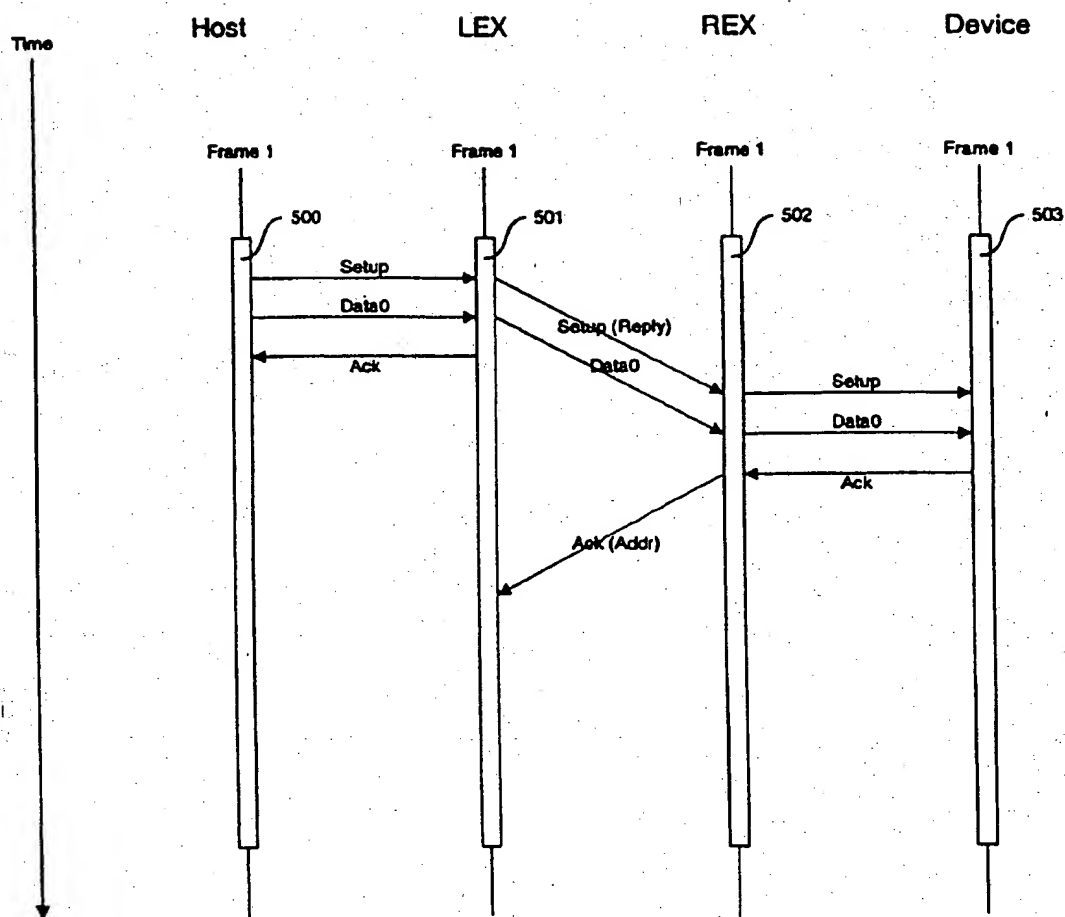 Host LEX REX Device
Time
Frame 1 Frame 1 Frame 1 Frame 1
500 501 502 503
Setup
Data0
Setup (Reply)
Ack
Data0
Setup
Data0
Ack
Ack (Addr)